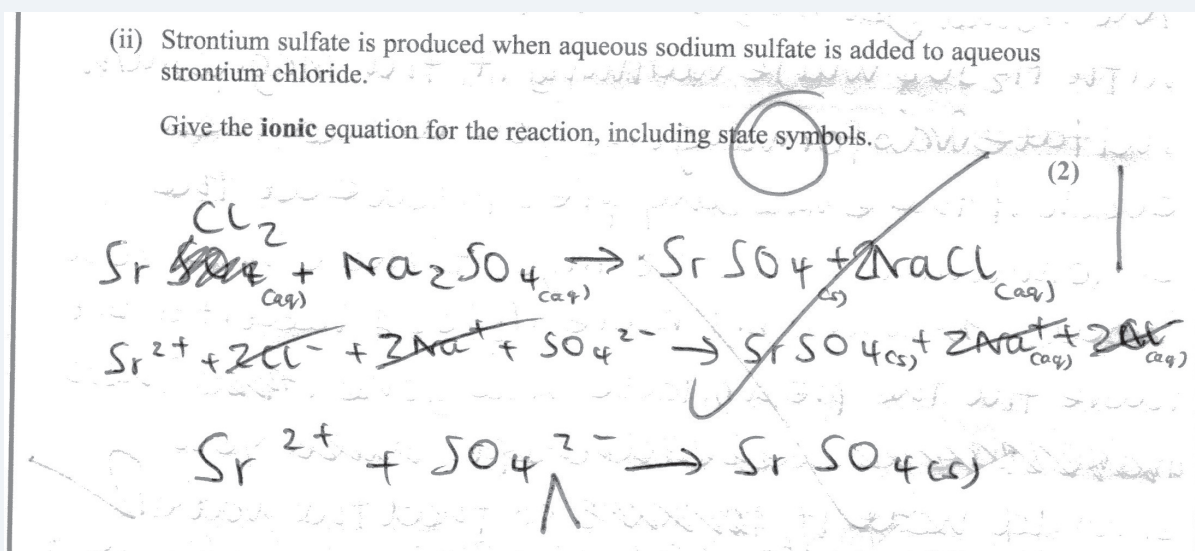 (ii) Strontium sulfate is produced when aqueous sodium sulfate is added to aqueous
strontium chloride.
Give the ionic equation for the reaction, including state symbols.
(2)
Cl2
Sr (aq) + Na2SO4 (aq) → SrSO4 (s) + 2NaCl (aq)
Sr2+ + 2Cl- + 2Na+ + SO42- → SrSO4(s) + 2Na+ (aq) + 2Cl- (aq)
Sr2+ + SO42- → SrSO4(s)